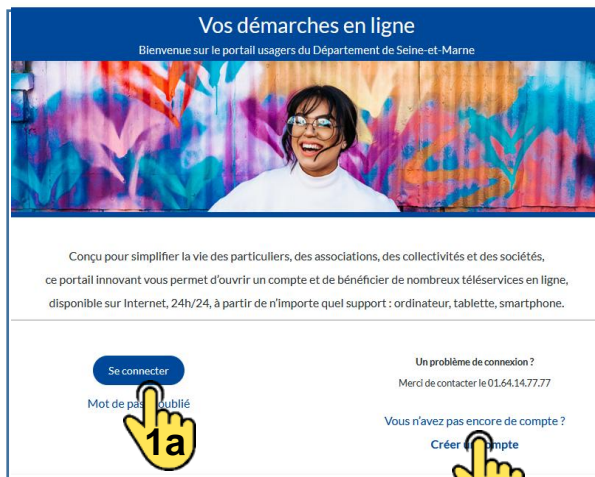 Vos démarches en ligne
Bienvenue sur le portail usagers du Département de Seine-et-Marne
Conçu pour simplifier la vie des particuliers, des associations, des collectivités et des sociétés,
ce portail innovant vous permet d'ouvrir un compte et de bénéficier de nombreux téléservices en ligne,
disponible sur Internet, 24h/24, à partir de n'importe quel support : ordinateur, tablette, smartphone.
Se connecter
Mot de
1a
Un problème de connexion ?
Merci de contacter le 01.64.14.77.77
Vous n'avez pas encore de compte ?
Créer